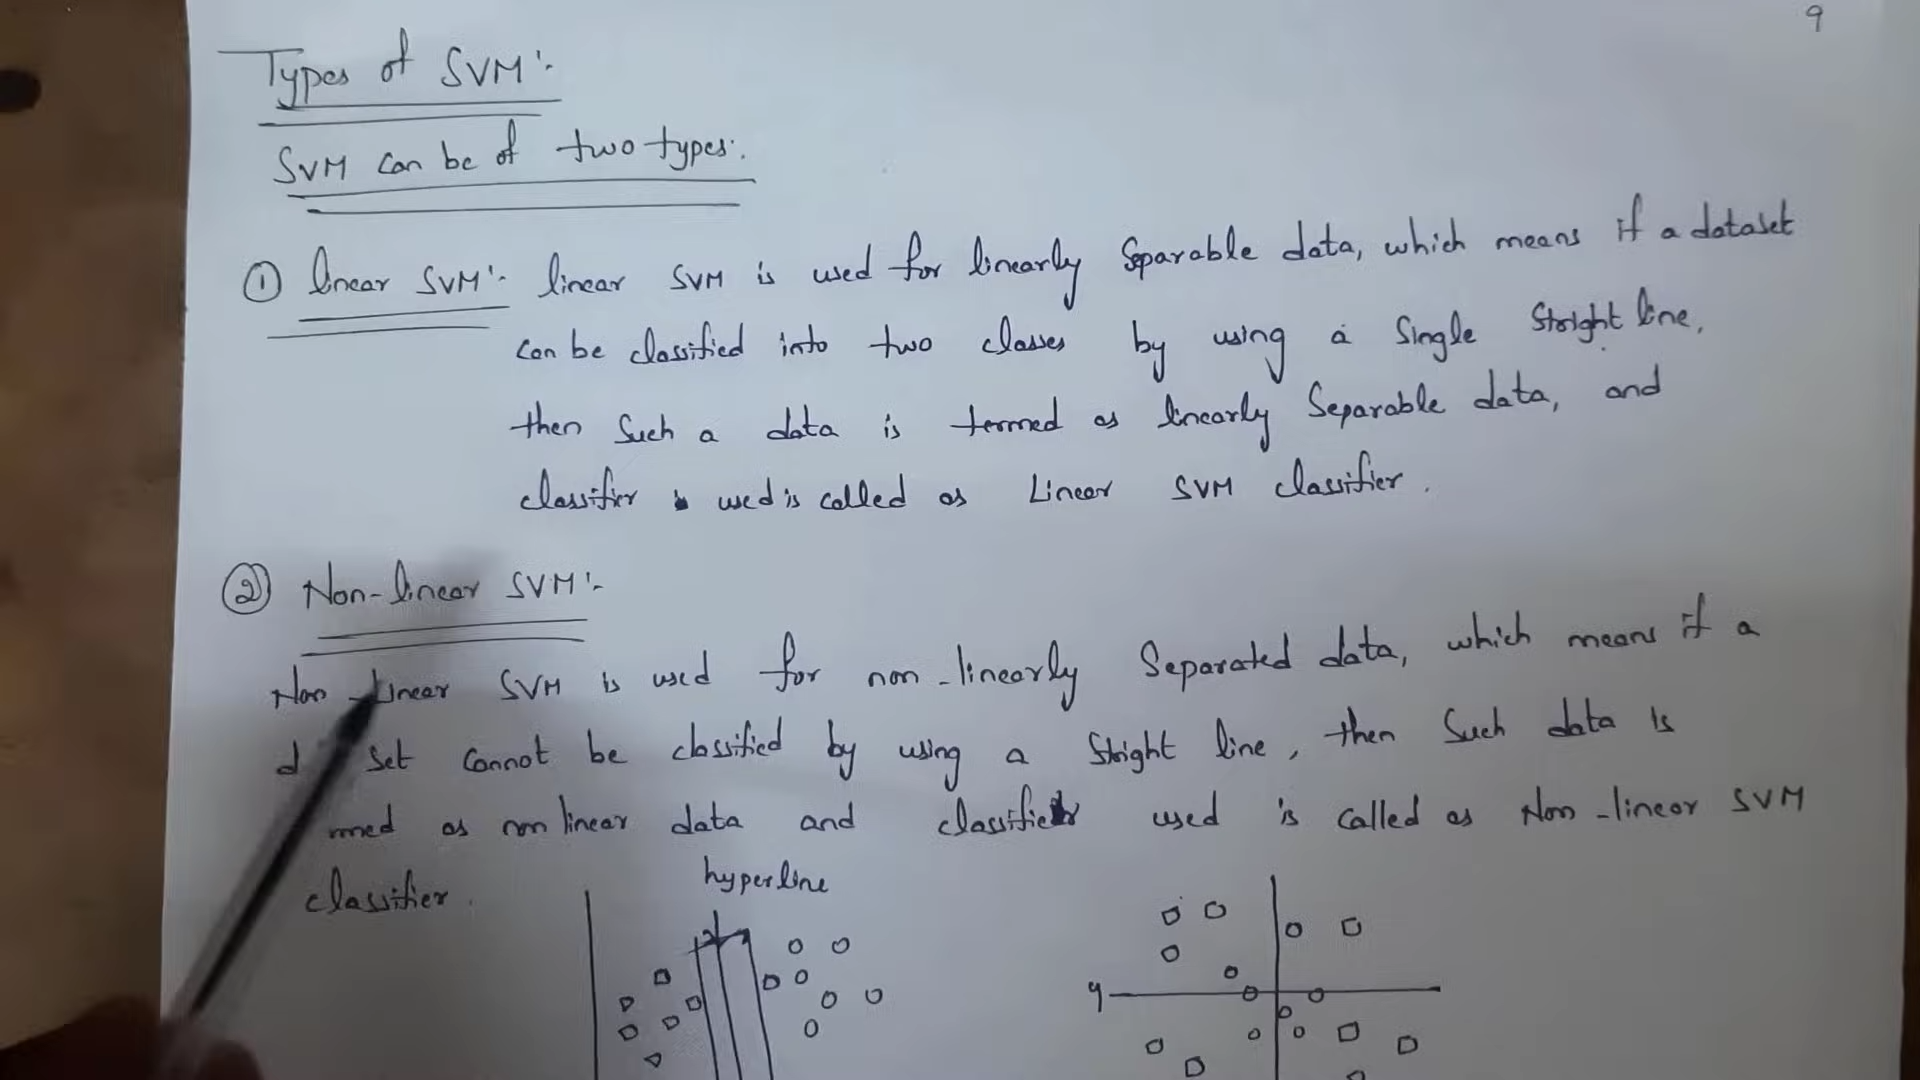 9
Types of SVM:-
SVM can be of two types:.
① linear SVM:- linear SVM is used for linearly Separable data, which means if a dataset
can be classified into two classes by using a Single Stright line,
then Such a data is termed as linearly Separable data, and
classifier is used is called as Linear SVM classifier.
② Non-linear SVM:-
Non-Linear SVM is used for non-linearly Separated data, which means if a
d set cannot be classified by using a Stright line, then Such data is
med as non linear data and classifier used is called as Non-linear SVM
classifier.
hyperline
y